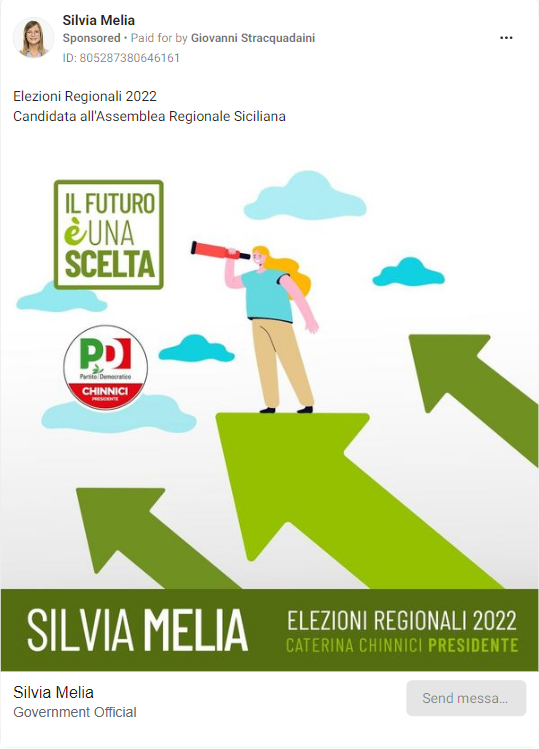 Silvia Melia
Sponsored • Paid for by Giovanni Stracquadaini
ID: 805287380646161
Elezioni Regionali 2022
Candidata all'Assemblea Regionale Siciliana
IL FUTURO
è UNA
SCELTA
PD
Partito Democratico
CHINNICI
PRESIDENTE
SILVIA MELIA
ELEZIONI REGIONALI 2022
CATERINA CHINNICI PRESIDENTE
Silvia Melia
Government Official
Send messa...